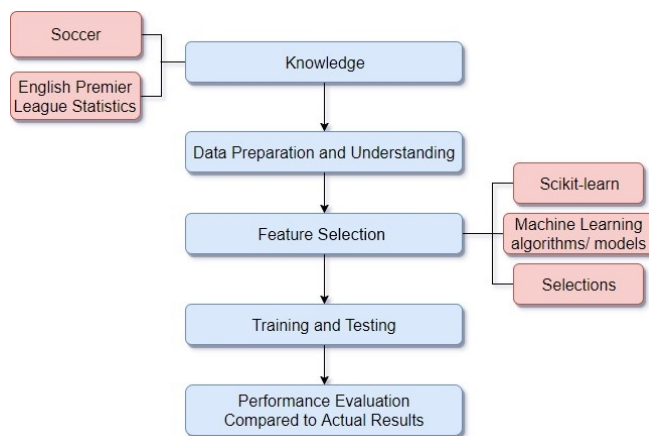 Soccer
English Premier
League Statistics
Knowledge
Data Preparation and Understanding
Feature Selection
Scikit-learn
Machine Learning
algorithms/ models
Selections
Training and Testing
Performance Evaluation
Compared to Actual Results